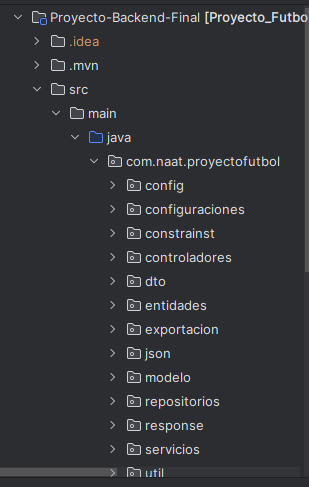 Proyecto-Backend-Final [Proyecto_Futbo
.idea
.mvn
src
main
java
com.naat.proyectofutbol
config
configuraciones
constrainst
controladores
dto
entidades
exportacion
json
modelo
repositorios
response
servicios
util